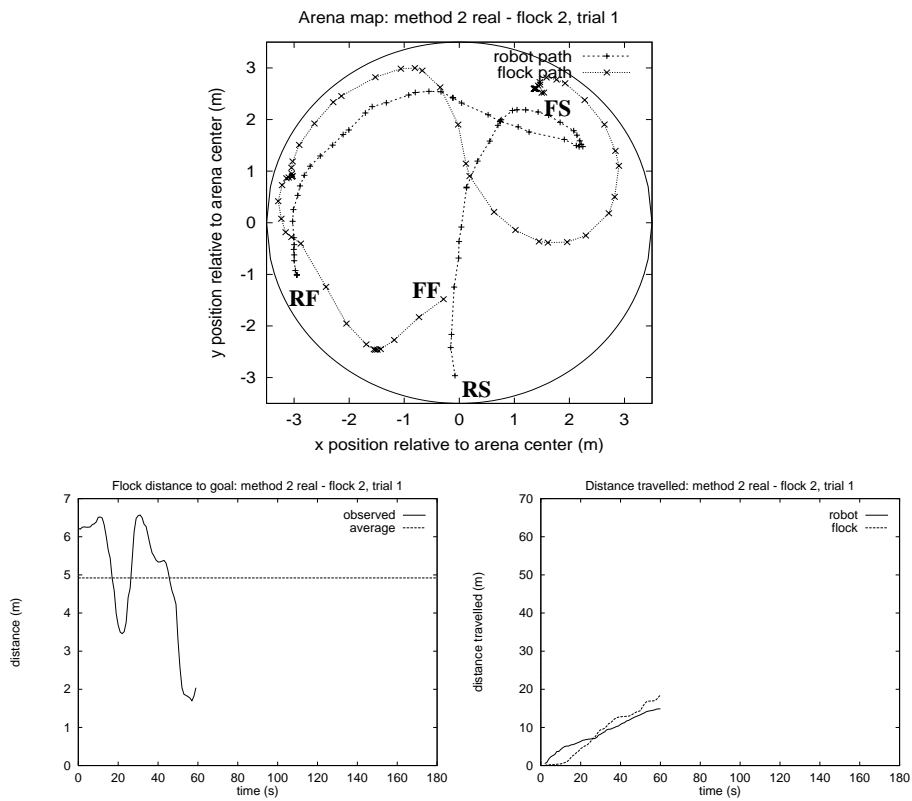 Arena map: method 2 real - flock 2, trial 1
robot path
flock path
FS
3
2
1
0
-1
-2
-3
y position relative to arena center (m)
RF
FF
RS
-3 -2 -1 0 1 2 3
x position relative to arena center (m)
Flock distance to goal: method 2 real - flock 2, trial 1
observed
average
7
6
5
4
3
2
1
0
distance (m)
0 20 40 60 80 100 120 140 160 180
time (s)
Distance travelled: method 2 real - flock 2, trial 1
robot
flock
70
60
50
40
30
20
10
0
distance travelled (m)
0 20 40 60 80 100 120 140 160 180
time (s)